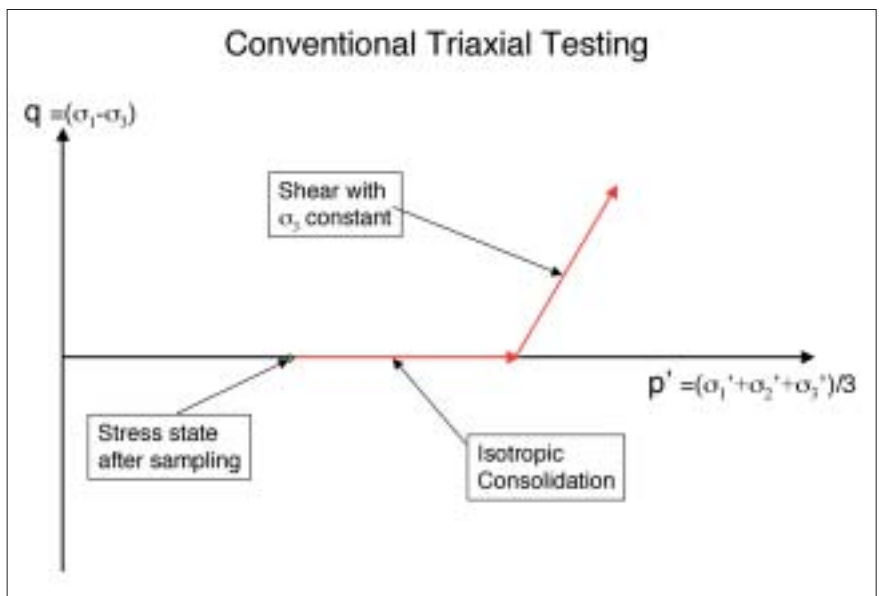 Conventional Triaxial Testing
q =(σ₁-σ₃)
Shear with
σ₃ constant
p' =(σ₁'+σ₂'+σ₃')/3
Stress state
after sampling
Isotropic
Consolidation